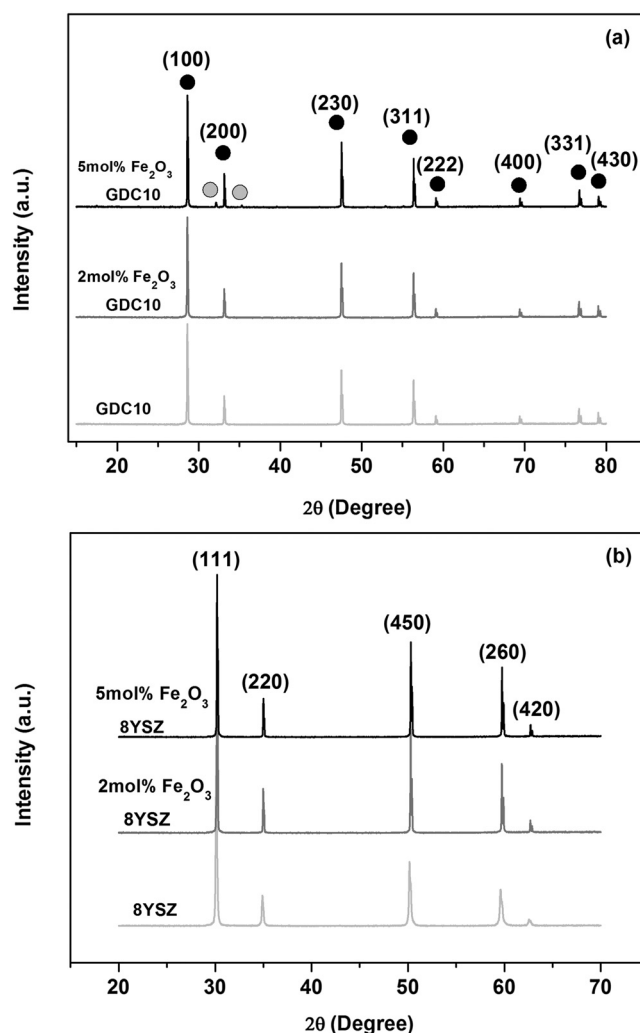 (a)
(100)
(200)
(230)
(311)
(222)
(400)
(331)
(430)
5mol% Fe₂O₃
GDC10
2mol% Fe₂O₃
GDC10
GDC10
Intensity (a.u.)
20 30 40 50 60 70 80
2θ (Degree)
(b)
(111)
(220)
(450)
(260)
(420)
5mol% Fe₂O₃
8YSZ
2mol% Fe₂O₃
8YSZ
8YSZ
Intensity (a.u.)
20 30 40 50 60 70
2θ (Degree)